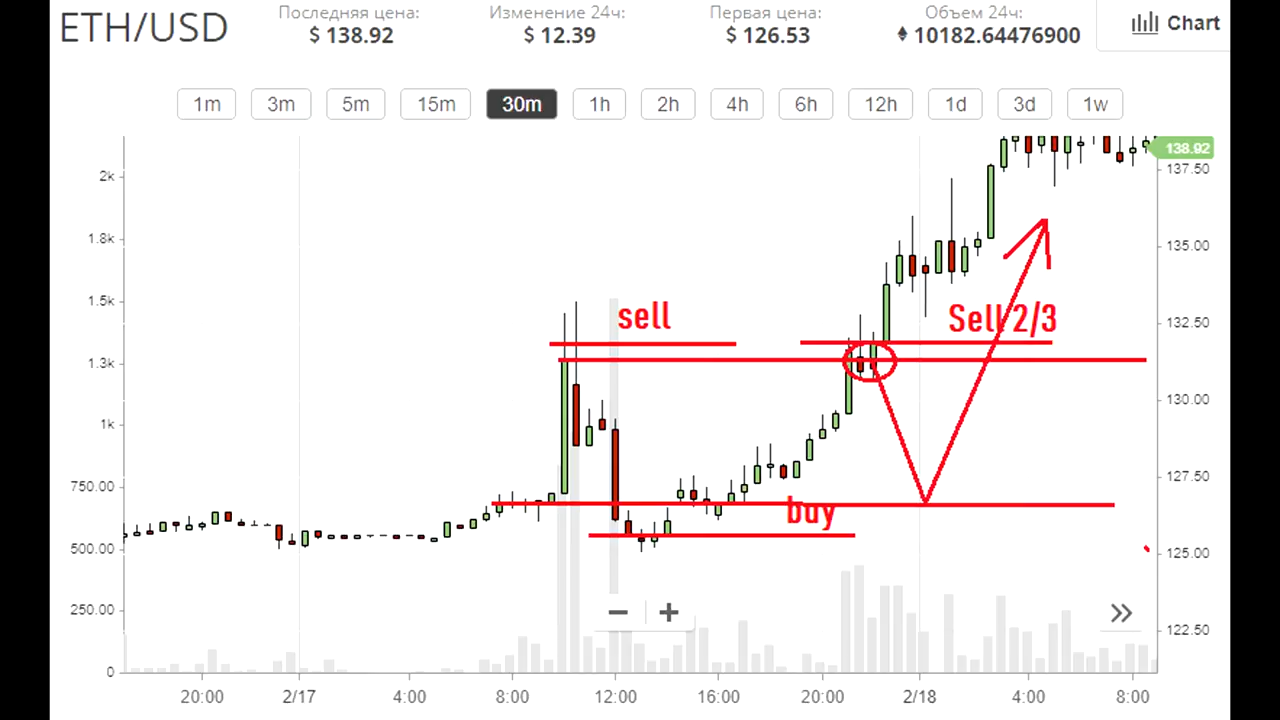 ETH/USD
Последняя цена: Изменение 24ч: Первая цена: Объем 24ч:
$ 138.92 $ 12.39 $ 126.53 10182.64476900
Chart
1m 3m 5m 15m 30m 1h 2h 4h 6h 12h 1d 3d 1w
138.92
2k 137.50
1.8k 135.00
1.5k 132.50
sell Sell 2/3
1.3k
1k 130.00
750.00 127.50
buy
500.00 125.00
250.00 122.50
0
20:00 2/17 4:00 8:00 12:00 16:00 20:00 2/18 4:00 8:00